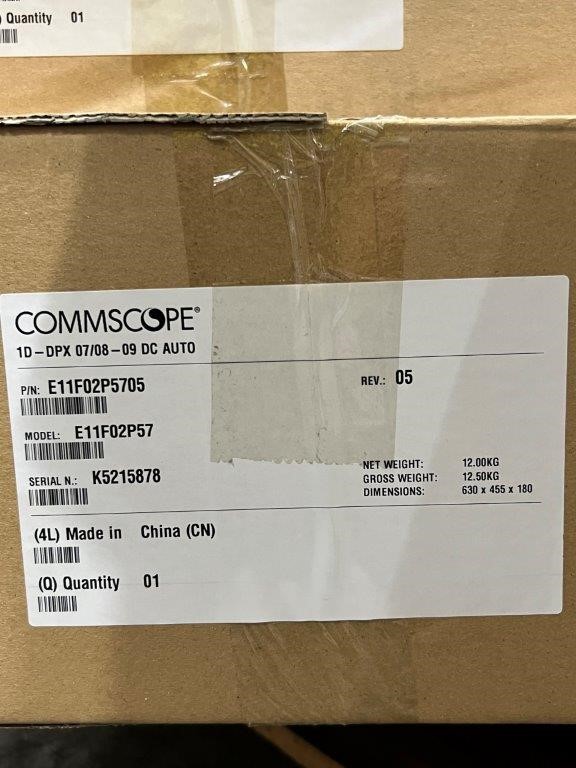 Quantity 01
COMMSCOPE®
1D-DPX 07/08-09 DC AUTO
P/N: E11F02P5705 REV.: 05
MODEL: E11F02P57
SERIAL N.: K5215878
NET WEIGHT: 12.00KG
GROSS WEIGHT: 12.50KG
DIMENSIONS: 630 x 455 x 180
(4L) Made in China (CN)
(Q) Quantity 01